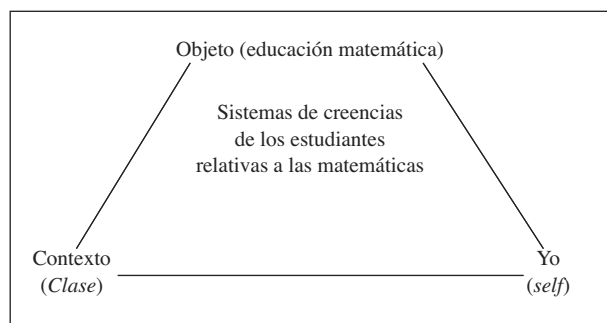 Objeto (educación matemática)
Sistemas de creencias
de los estudiantes
relativas a las matemáticas
Contexto
(Clase)
Yo
(self)